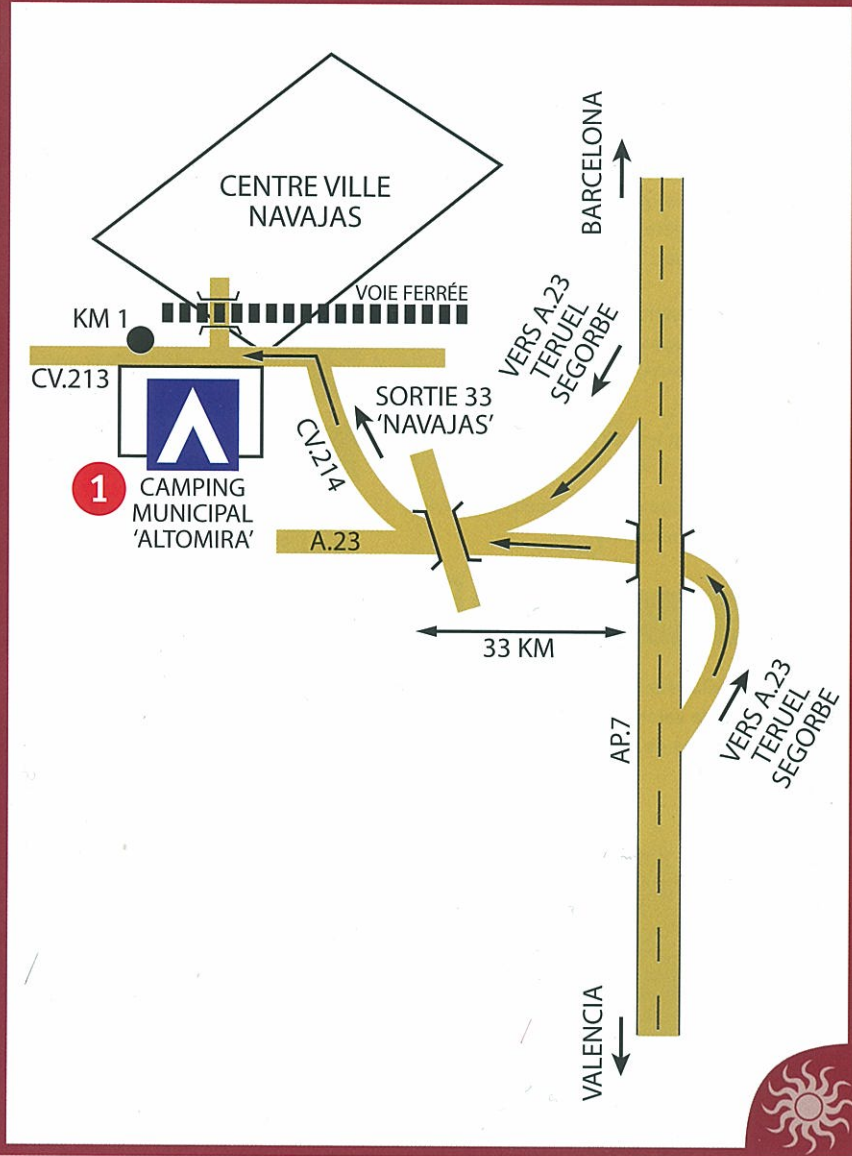 CENTRE VILLE
NAVAJAS
BARCELONA
VOIE FERRÉE
KM 1
CV.213
VERS A.23
TERUEL
SEGORBE
SORTIE 33
'NAVAJAS'
CV.214
1
CAMPING
MUNICIPAL
'ALTOMIRA'
A.23
33 KM
VERS A.23
TERUEL
SEGORBE
AP.7
VALENCIA